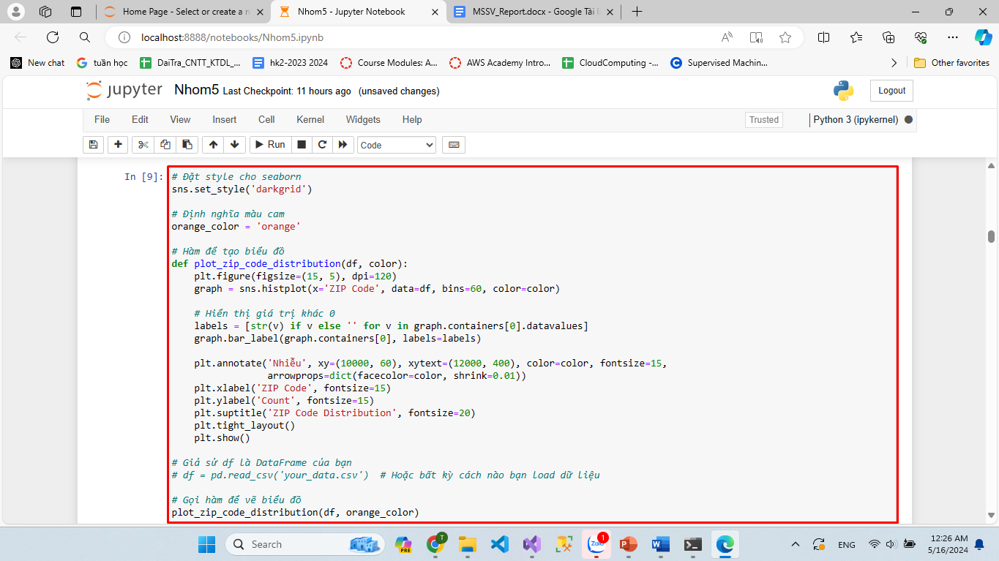 Home Page - Select or create a n
Nhom5 - Jupyter Notebook
MSSV_Report.docx - Google Tài l
localhost:8888/notebooks/Nhom5.ipynb
New chat
tuần học
DaiTra_CNTT_KTDL_...
hk2-2023 2024
Course Modules: A...
AWS Academy Intro...
CloudComputing -...
Supervised Machin...
Other favorites
jupyter Nhom5 Last Checkpoint: 11 hours ago (unsaved changes)
Logout
File Edit View Insert Cell Kernel Widgets Help
Trusted
Python 3 (ipykernel)
Run
Code
In [9]:
# Đặt style cho seaborn
sns.set_style('darkgrid')
# Định nghĩa màu cam
orange_color = 'orange'
# Hàm để tạo biểu đồ
def plot_zip_code_distribution(df, color):
    plt.figure(figsize=(15, 5), dpi=120)
    graph = sns.histplot(x='ZIP Code', data=df, bins=60, color=color)
    # Hiển thị giá trị khác 0
    labels = [str(v) if v else '' for v in graph.containers[0].datavalues]
    graph.bar_label(graph.containers[0], labels=labels)
    plt.annotate('Nhiễu', xy=(10000, 60), xytext=(12000, 400), color=color, fontsize=15,
                 arrowprops=dict(facecolor=color, shrink=0.01))
    plt.xlabel('ZIP Code', fontsize=15)
    plt.ylabel('Count', fontsize=15)
    plt.suptitle('ZIP Code Distribution', fontsize=20)
    plt.tight_layout()
    plt.show()
# Giả sử df là DataFrame của bạn
# df = pd.read_csv('your_data.csv')  # Hoặc bất kỳ cách nào bạn load dữ liệu
# Gọi hàm để vẽ biểu đồ
plot_zip_code_distribution(df, orange_color)
Search
PRE
T
Zalo
1
ENG
12:26 AM
5/16/2024